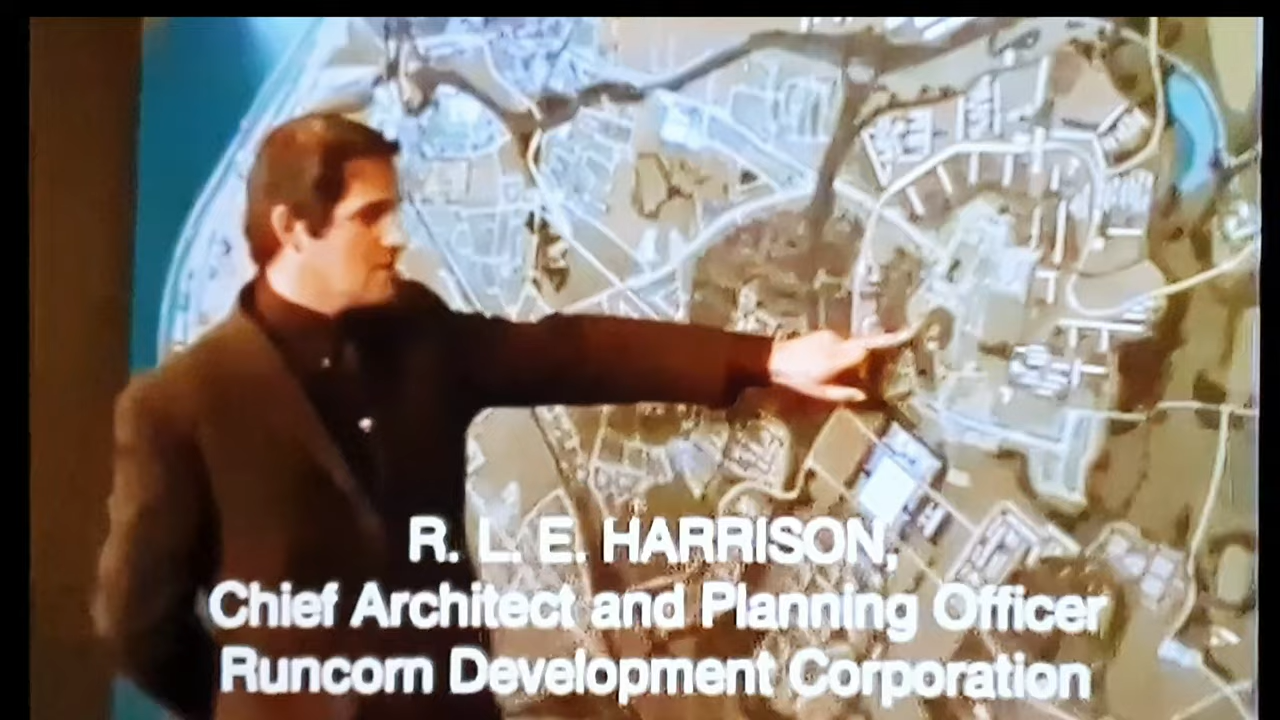 R. L. E. HARRISON,
Chief Architect and Planning Officer
Runcorn Development Corporation